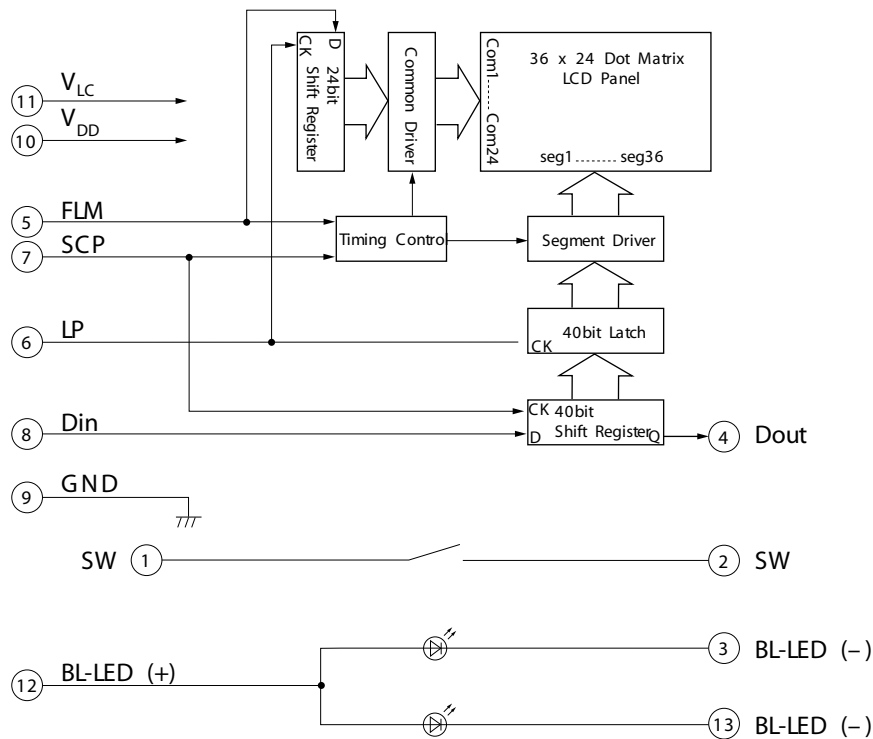 D
CK
24bit
Shift Register
Common Driver
Com1......Com24
36 x 24 Dot Matrix
LCD Panel
seg1........seg36
11 VLC
10 VDD
5 FLM
7 SCP
Timing Control
Segment Driver
6 LP
40bit Latch
CK
8 Din
CK 40bit
D Shift Register Q
4 Dout
9 GND
SW 1
2 SW
12 BL-LED (+)
3 BL-LED (–)
13 BL-LED (–)